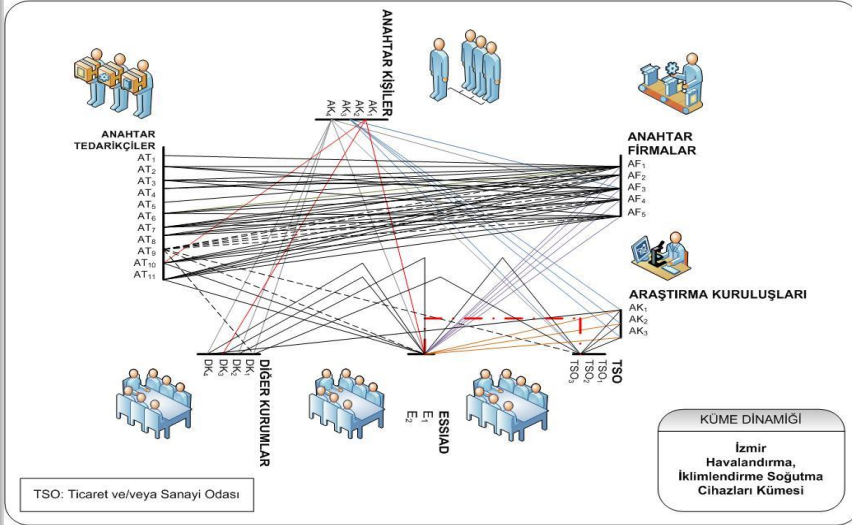 ANAHTAR KİŞİLER
AK₁
AK₂
AK₃
AK₄
ANAHTAR
TEDARİKÇİLER
AT₁
AT₂
AT₃
AT₄
AT₅
AT₆
AT₇
AT₈
AT₉
AT₁₀
AT₁₁
ANAHTAR
FİRMALAR
AF₁
AF₂
AF₃
AF₄
AF₅
ARAŞTIRMA KURULUŞLARI
AK₁
AK₂
AK₃
DİĞER KURUMLAR
DK₁
DK₂
DK₃
DK₄
ESSIAD
E₁
E₂
TSO
TSO₁
TSO₂
TSO₃
KÜME DİNAMİĞİ
İzmir
Havalandırma,
İklimlendirme Soğutma
Cihazları Kümesi
TSO: Ticaret ve/veya Sanayi Odası